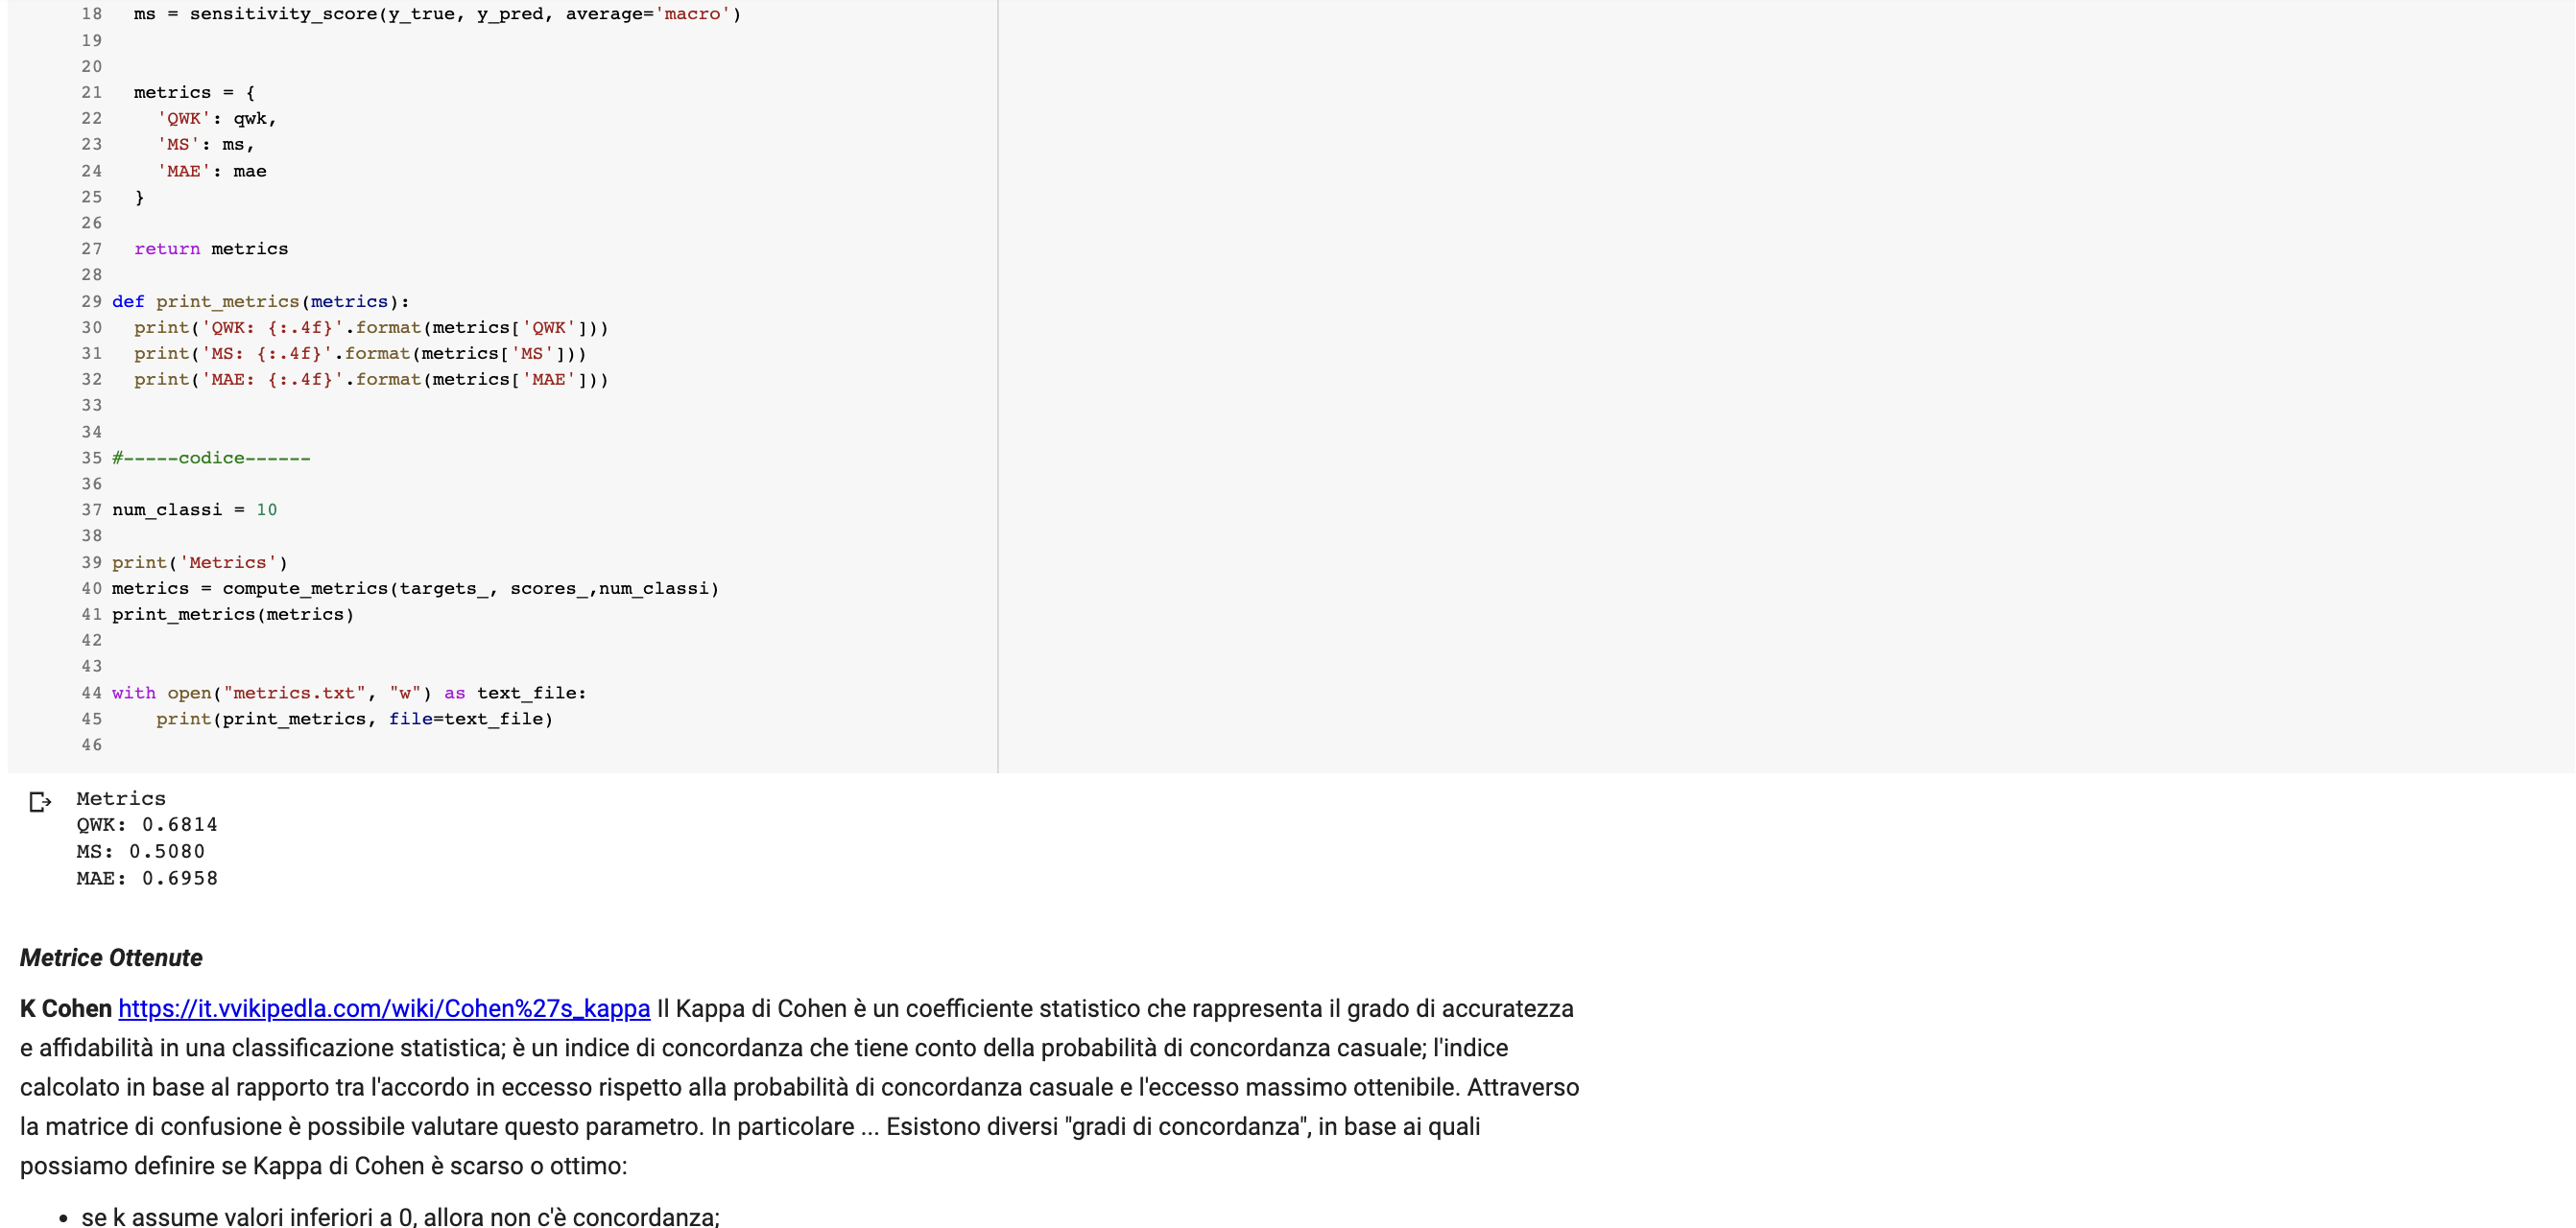 18 ms = sensitivity_score(y_true, y_pred, average='macro')
19
20
21 metrics = {
22 'QWK': qwk,
23 'MS': ms,
24 'MAE': mae
25 }
26
27 return metrics
28
29 def print_metrics(metrics):
30 print('QWK: {:.4f}'.format(metrics['QWK']))
31 print('MS: {:.4f}'.format(metrics['MS']))
32 print('MAE: {:.4f}'.format(metrics['MAE']))
33
34
35 #-----codice------
36
37 num_classi = 10
38
39 print('Metrics')
40 metrics = compute_metrics(targets_, scores_,num_classi)
41 print_metrics(metrics)
42
43
44 with open("metrics.txt", "w") as text_file:
45 print(print_metrics, file=text_file)
46
Metrics
QWK: 0.6814
MS: 0.5080
MAE: 0.6958
Metrice Ottenute
K Cohen https://it.vvikipedla.com/wiki/Cohen%27s_kappa Il Kappa di Cohen è un coefficiente statistico che rappresenta il grado di accuratezza
e affidabilità in una classificazione statistica; è un indice di concordanza che tiene conto della probabilità di concordanza casuale; l'indice
calcolato in base al rapporto tra l'accordo in eccesso rispetto alla probabilità di concordanza casuale e l'eccesso massimo ottenibile. Attraverso
la matrice di confusione è possibile valutare questo parametro. In particolare ... Esistono diversi "gradi di concordanza", in base ai quali
possiamo definire se Kappa di Cohen è scarso o ottimo:
• se k assume valori inferiori a 0, allora non c'è concordanza;